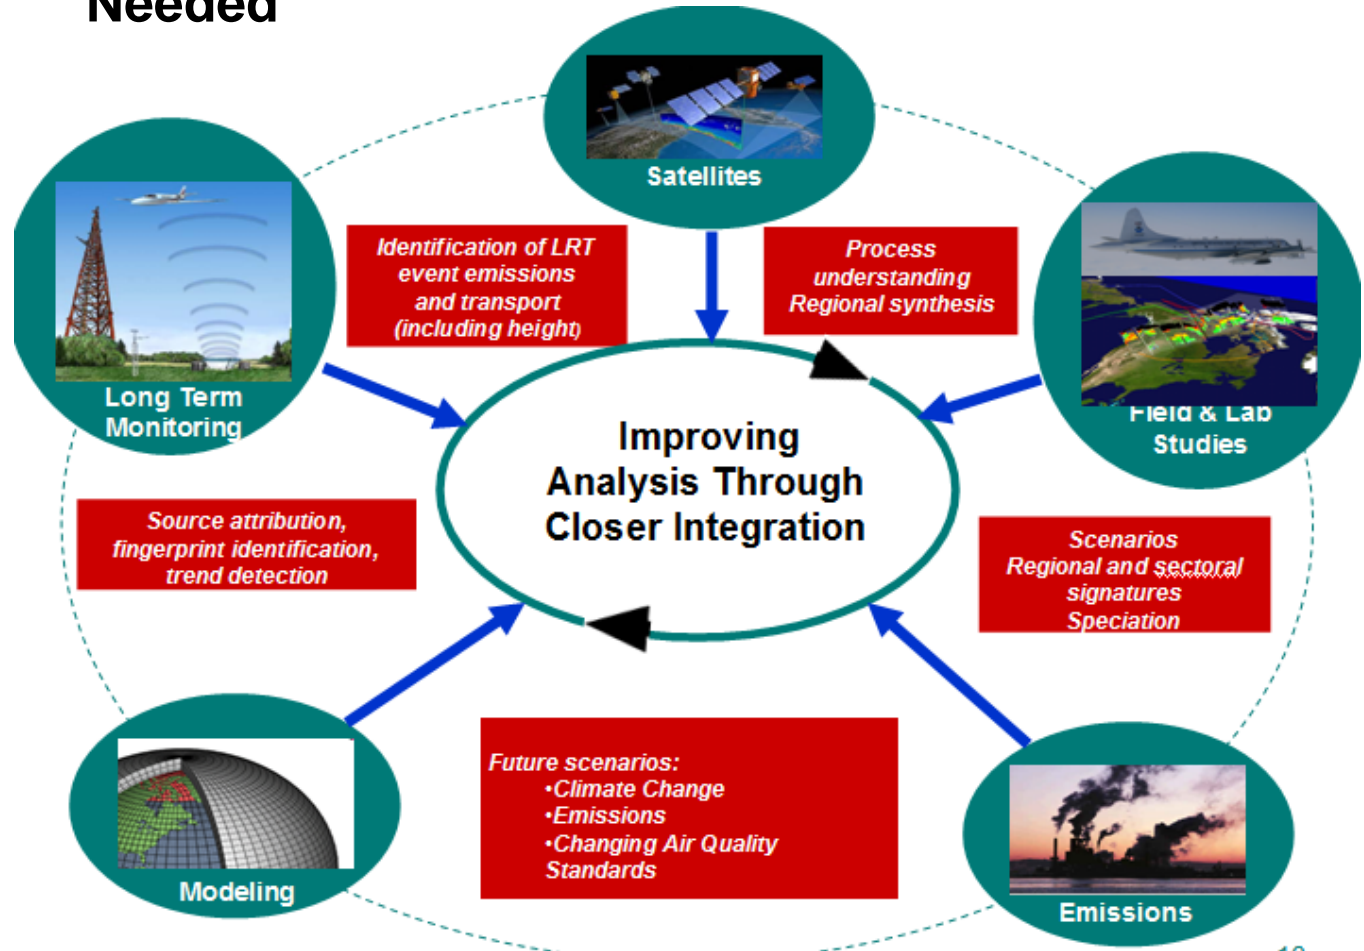 Needed
Satellites
Identification of LRT
event emissions
and transport
(including height)
Process
understanding
Regional synthesis
Long Term
Monitoring
Field & Lab
Studies
Improving
Analysis Through
Closer Integration
Source attribution,
fingerprint identification,
trend detection
Scenarios
Regional and sectoral
signatures
Speciation
Future scenarios:
•Climate Change
•Emissions
•Changing Air Quality
Standards
Modeling
Emissions